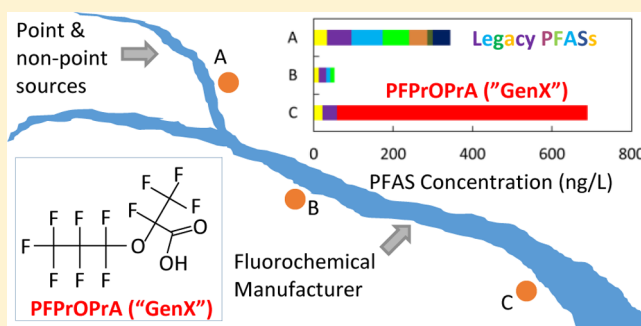 Point &
non-point
sources
A
A
Legacy PFASs
B
PFPrOPrA ("GenX")
C
0 200 400 600 800
PFAS Concentration (ng/L)
B
Fluorochemical
Manufacturer
C
F F
F F
F F F F
F O
F F F OH
O
PFPrOPrA ("GenX")